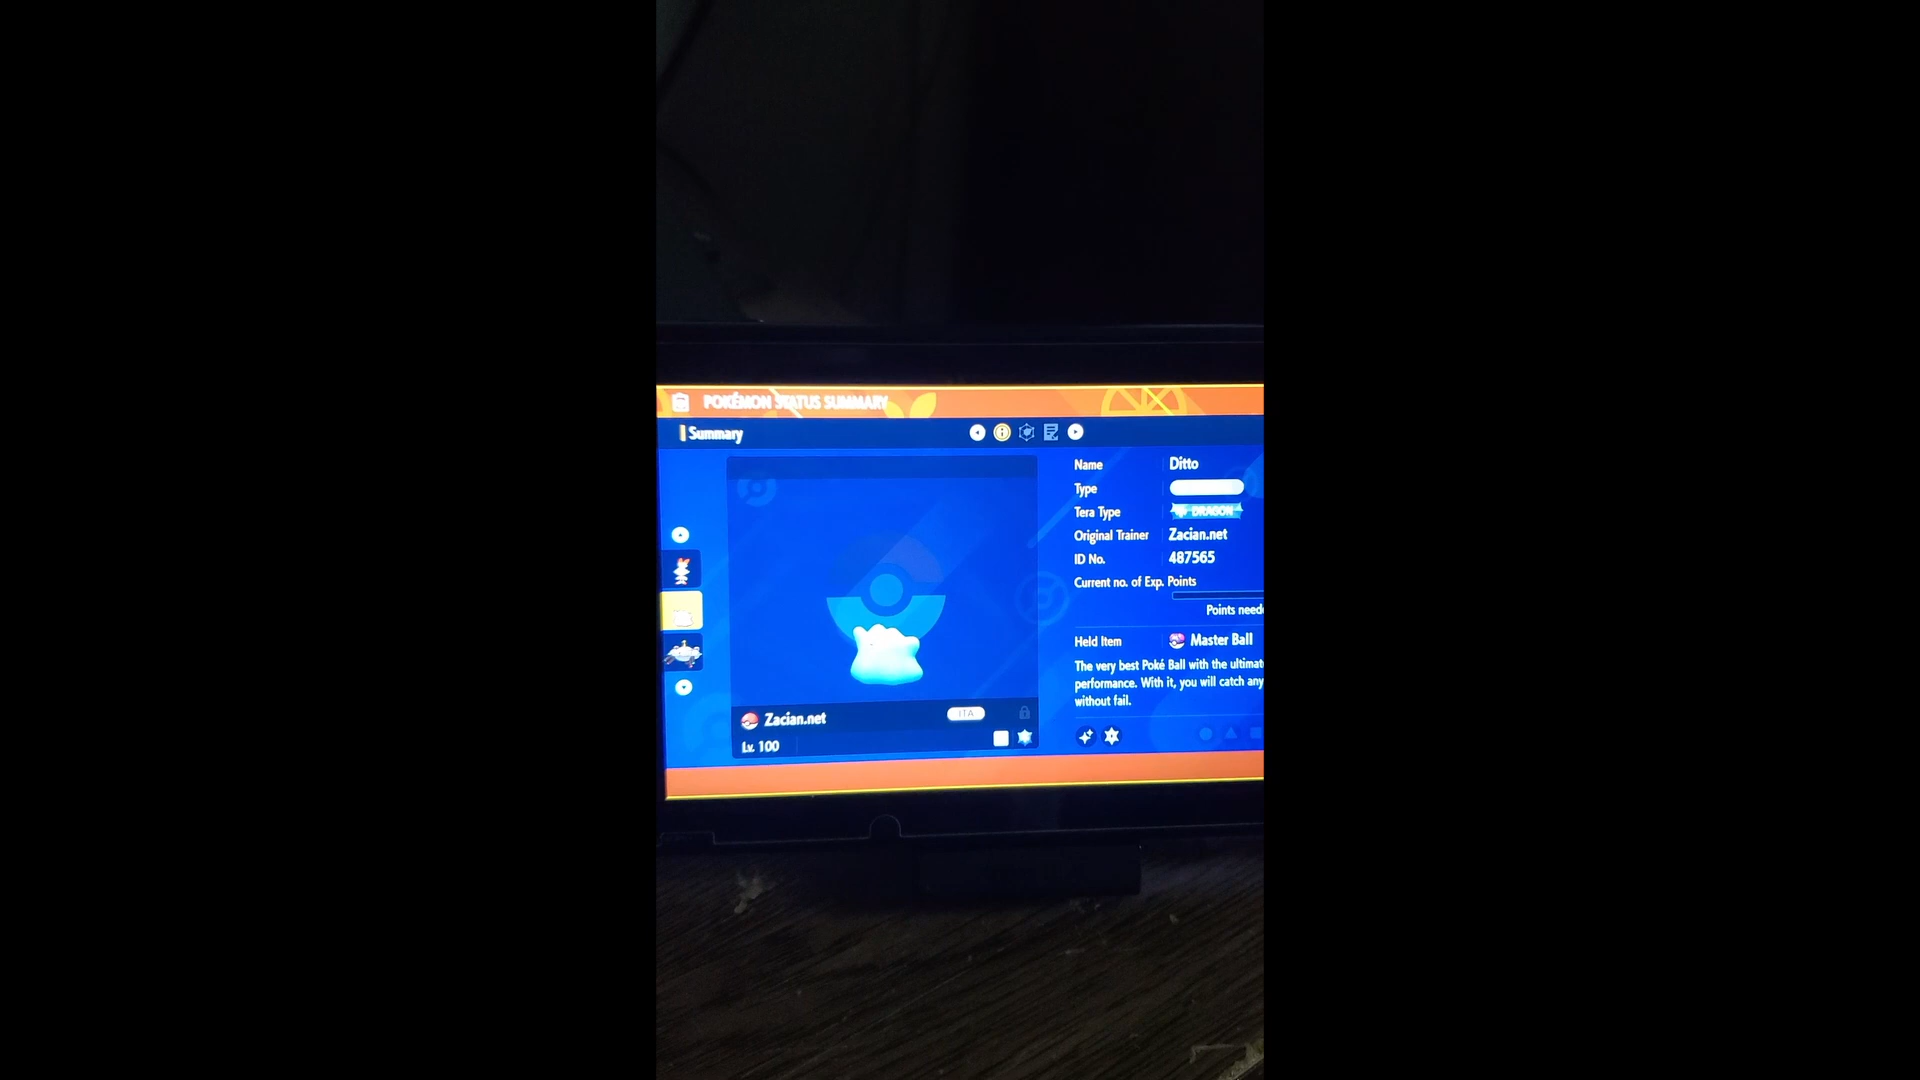 POKÉMON STATUS SUMMARY
Summary
Name Ditto
Type
Tera Type DRAGON
Original Trainer Zacian.net
ID No. 487565
Current no. of Exp. Points
Points neede
Held Item Master Ball
The very best Poké Ball with the ultimat
performance. With it, you will catch any
without fail.
Zacian.net ITA
Lv. 100